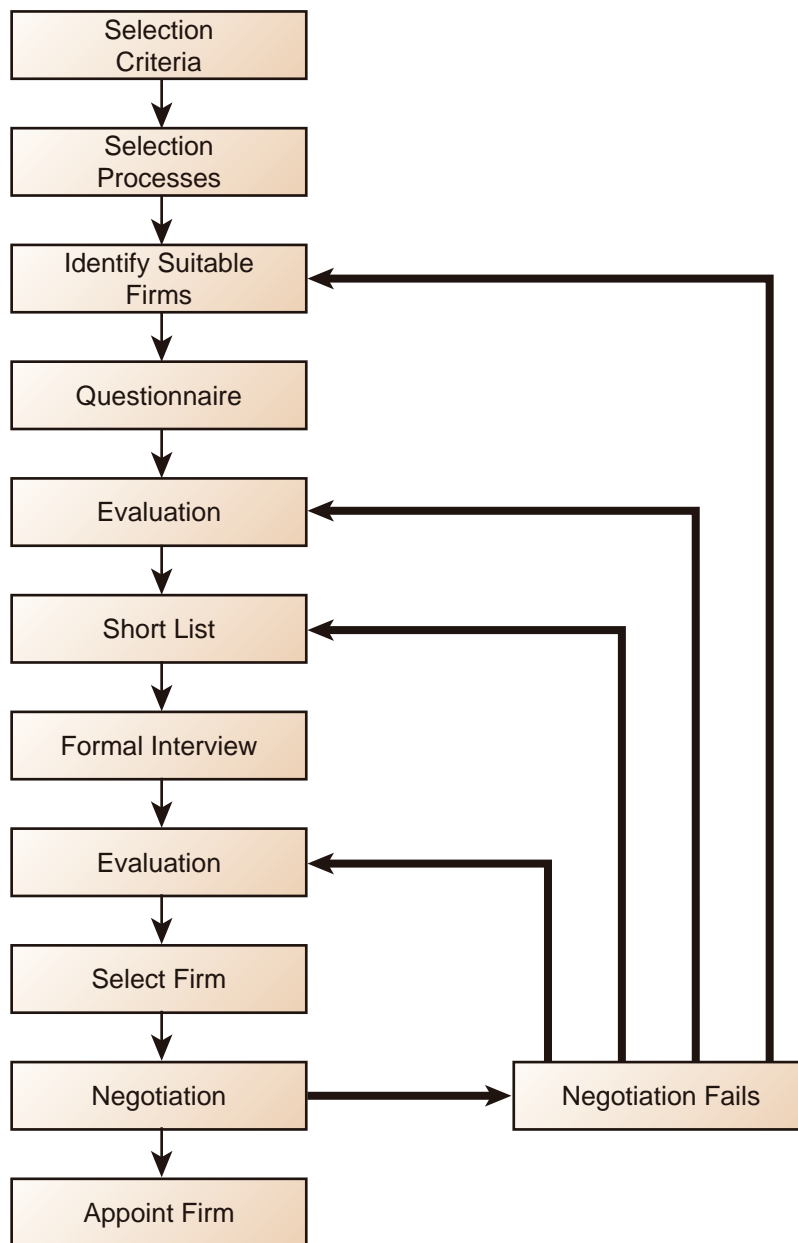 Selection
Criteria
Selection
Processes
Identify Suitable
Firms
Questionnaire
Evaluation
Short List
Formal Interview
Evaluation
Select Firm
Negotiation
Negotiation Fails
Appoint Firm